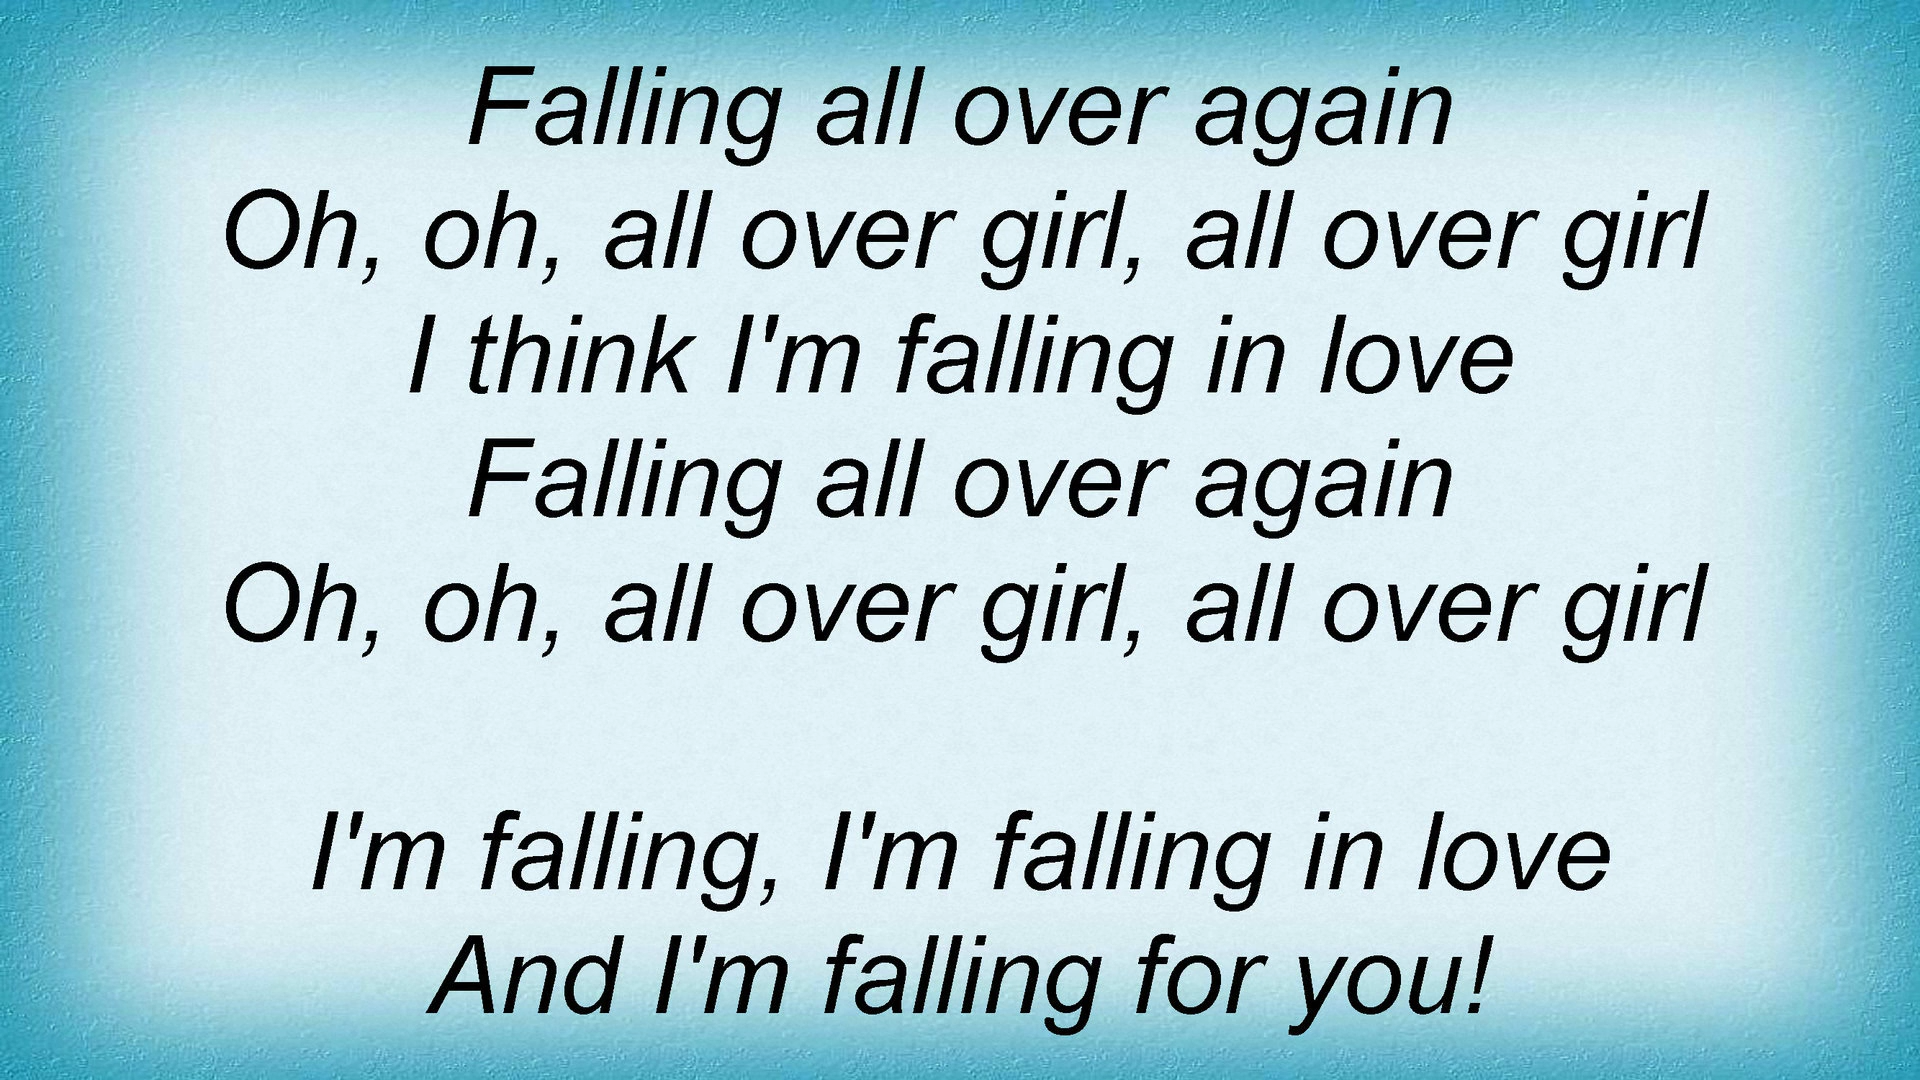 Falling all over again
Oh, oh, all over girl, all over girl
I think I'm falling in love
Falling all over again
Oh, oh, all over girl, all over girl
I'm falling, I'm falling in love
And I'm falling for you!